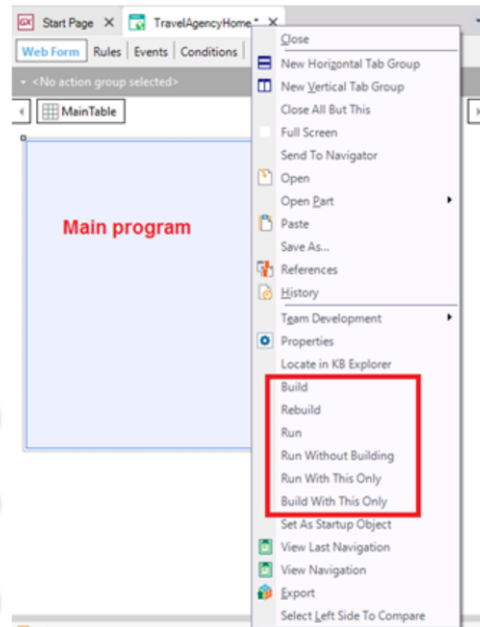 GX Start Page X TravelAgencyHome * X
Web Form Rules Events Conditions
<No action group selected>
MainTable
Main program
Close
New Horizontal Tab Group
New Vertical Tab Group
Close All But This
Full Screen
Send To Navigator
Open
Open Part
Paste
Save As...
References
History
Team Development
Properties
Locate in KB Explorer
Build
Rebuild
Run
Run Without Building
Run With This Only
Build With This Only
Set As Startup Object
View Last Navigation
View Navigation
Export
Select Left Side To Compare